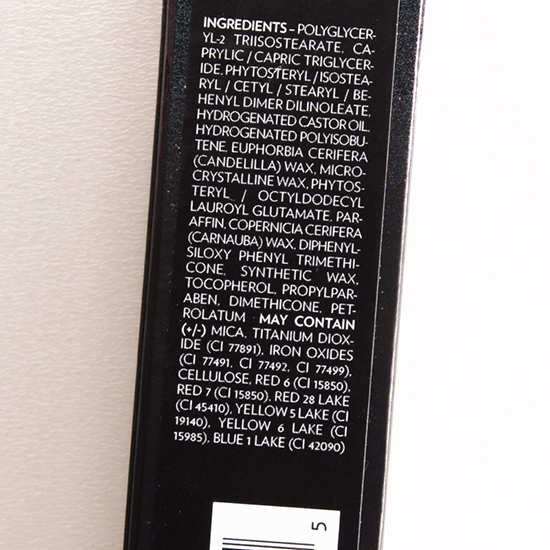 INGREDIENTS – POLYGLYCER-
YL-2 TRIISOSTEARATE, CA-
PRYLIC / CAPRIC TRIGLYCER-
IDE, PHYTOSTERYL / ISOSTEA-
RYL / CETYL / STEARYL / BE-
HENYL DIMER DILINOLEATE,
HYDROGENATED CASTOR OIL,
HYDROGENATED POLYISOBU-
TENE, EUPHORBIA CERIFERA
(CANDELILLA) WAX, MICRO-
CRYSTALLINE WAX, PHYTOS-
TERYL / OCTYLDODECYL
LAUROYL GLUTAMATE, PAR-
AFFIN, COPERNICIA CERIFERA
(CARNAUBA) WAX, DIPHENYL-
SILOXY PHENYL TRIMETHI-
CONE, SYNTHETIC WAX,
TOCOPHEROL, PROPYLPAR-
ABEN, DIMETHICONE, PET-
ROLATUM MAY CONTAIN
(+/-) MICA, TITANIUM DIOX-
IDE (CI 77891), IRON OXIDES
(CI 77491, CI 77492, CI 77499),
CELLULOSE, RED 6 (CI 15850),
RED 7 (CI 15850), RED 28 LAKE
(CI 45410), YELLOW 5 LAKE (CI
19140), YELLOW 6 LAKE (CI
15985), BLUE 1 LAKE (CI 42090)
5